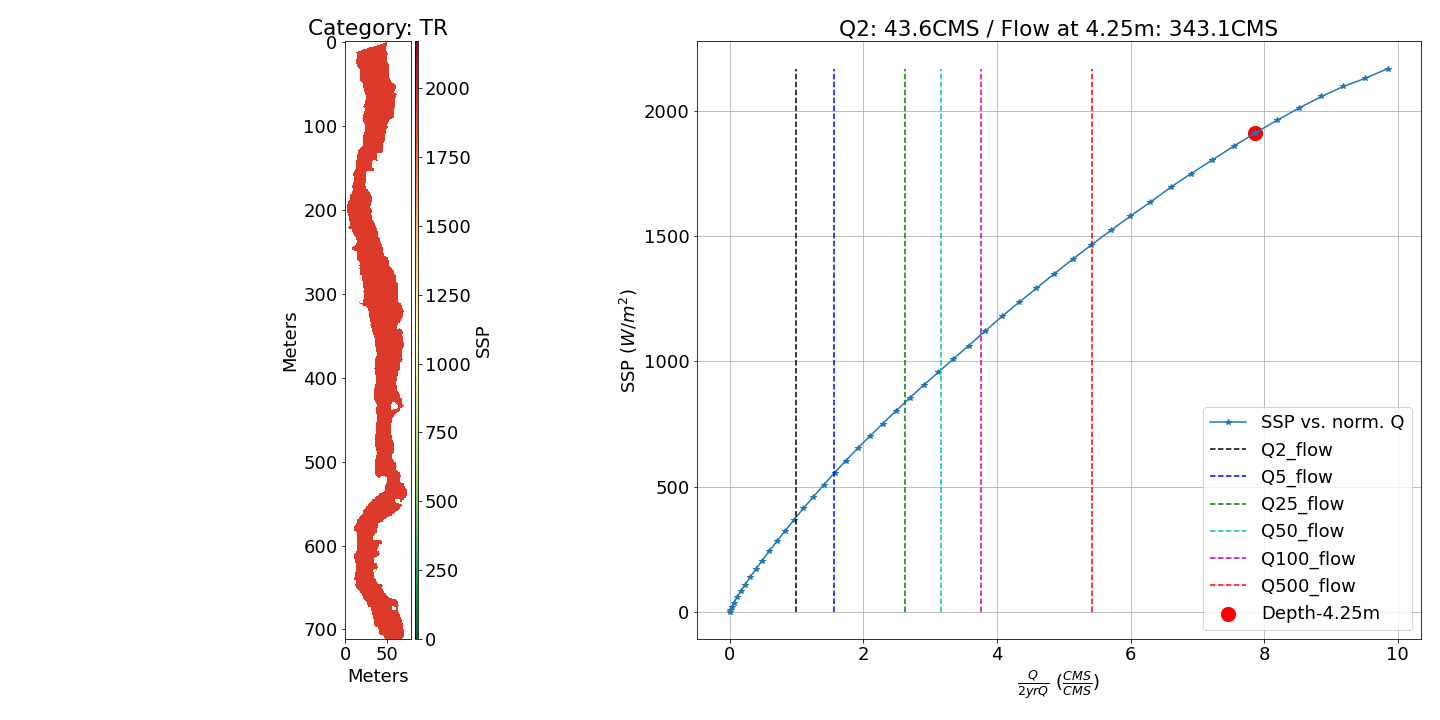 Category: TR
0
100
200
300
400
500
600
700
Meters
0
50
Meters
2000
1750
1500
1250
1000
750
500
250
0
SSP
Q2: 43.6CMS / Flow at 4.25m: 343.1CMS
2000
1500
1000
500
0
SSP (W/m²)
0
2
4
6
8
10
Q/2yrQ (CMS/CMS)
SSP vs. norm. Q
Q2_flow
Q5_flow
Q25_flow
Q50_flow
Q100_flow
Q500_flow
Depth-4.25m